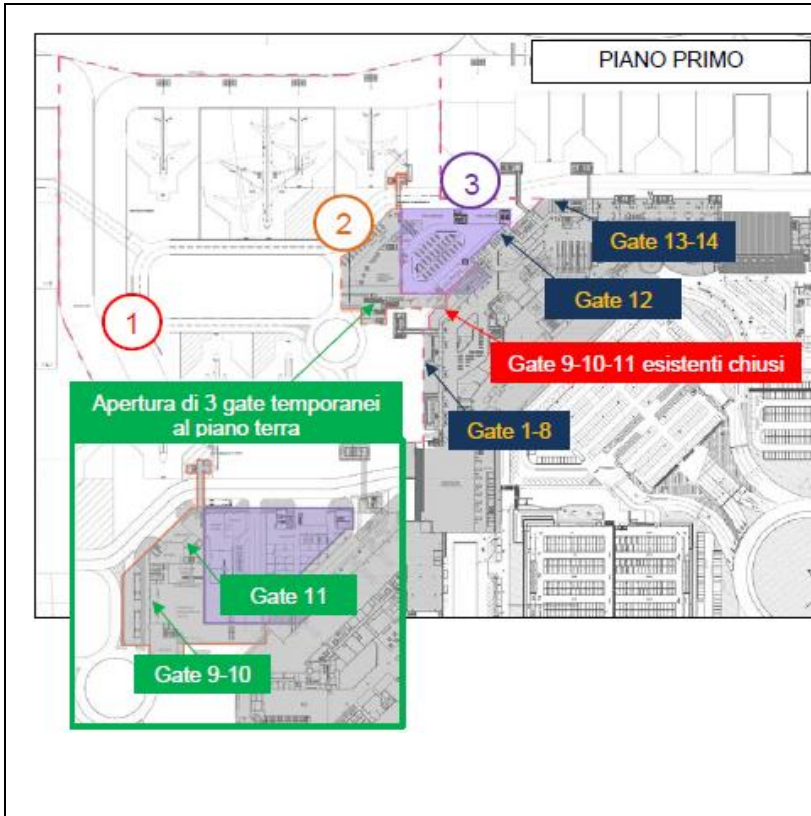 PIANO PRIMO
3
2
Gate 13-14
Gate 12
1
Gate 9-10-11 esistenti chiusi
Apertura di 3 gate temporanei
al piano terra
Gate 1-8
Gate 11
Gate 9-10